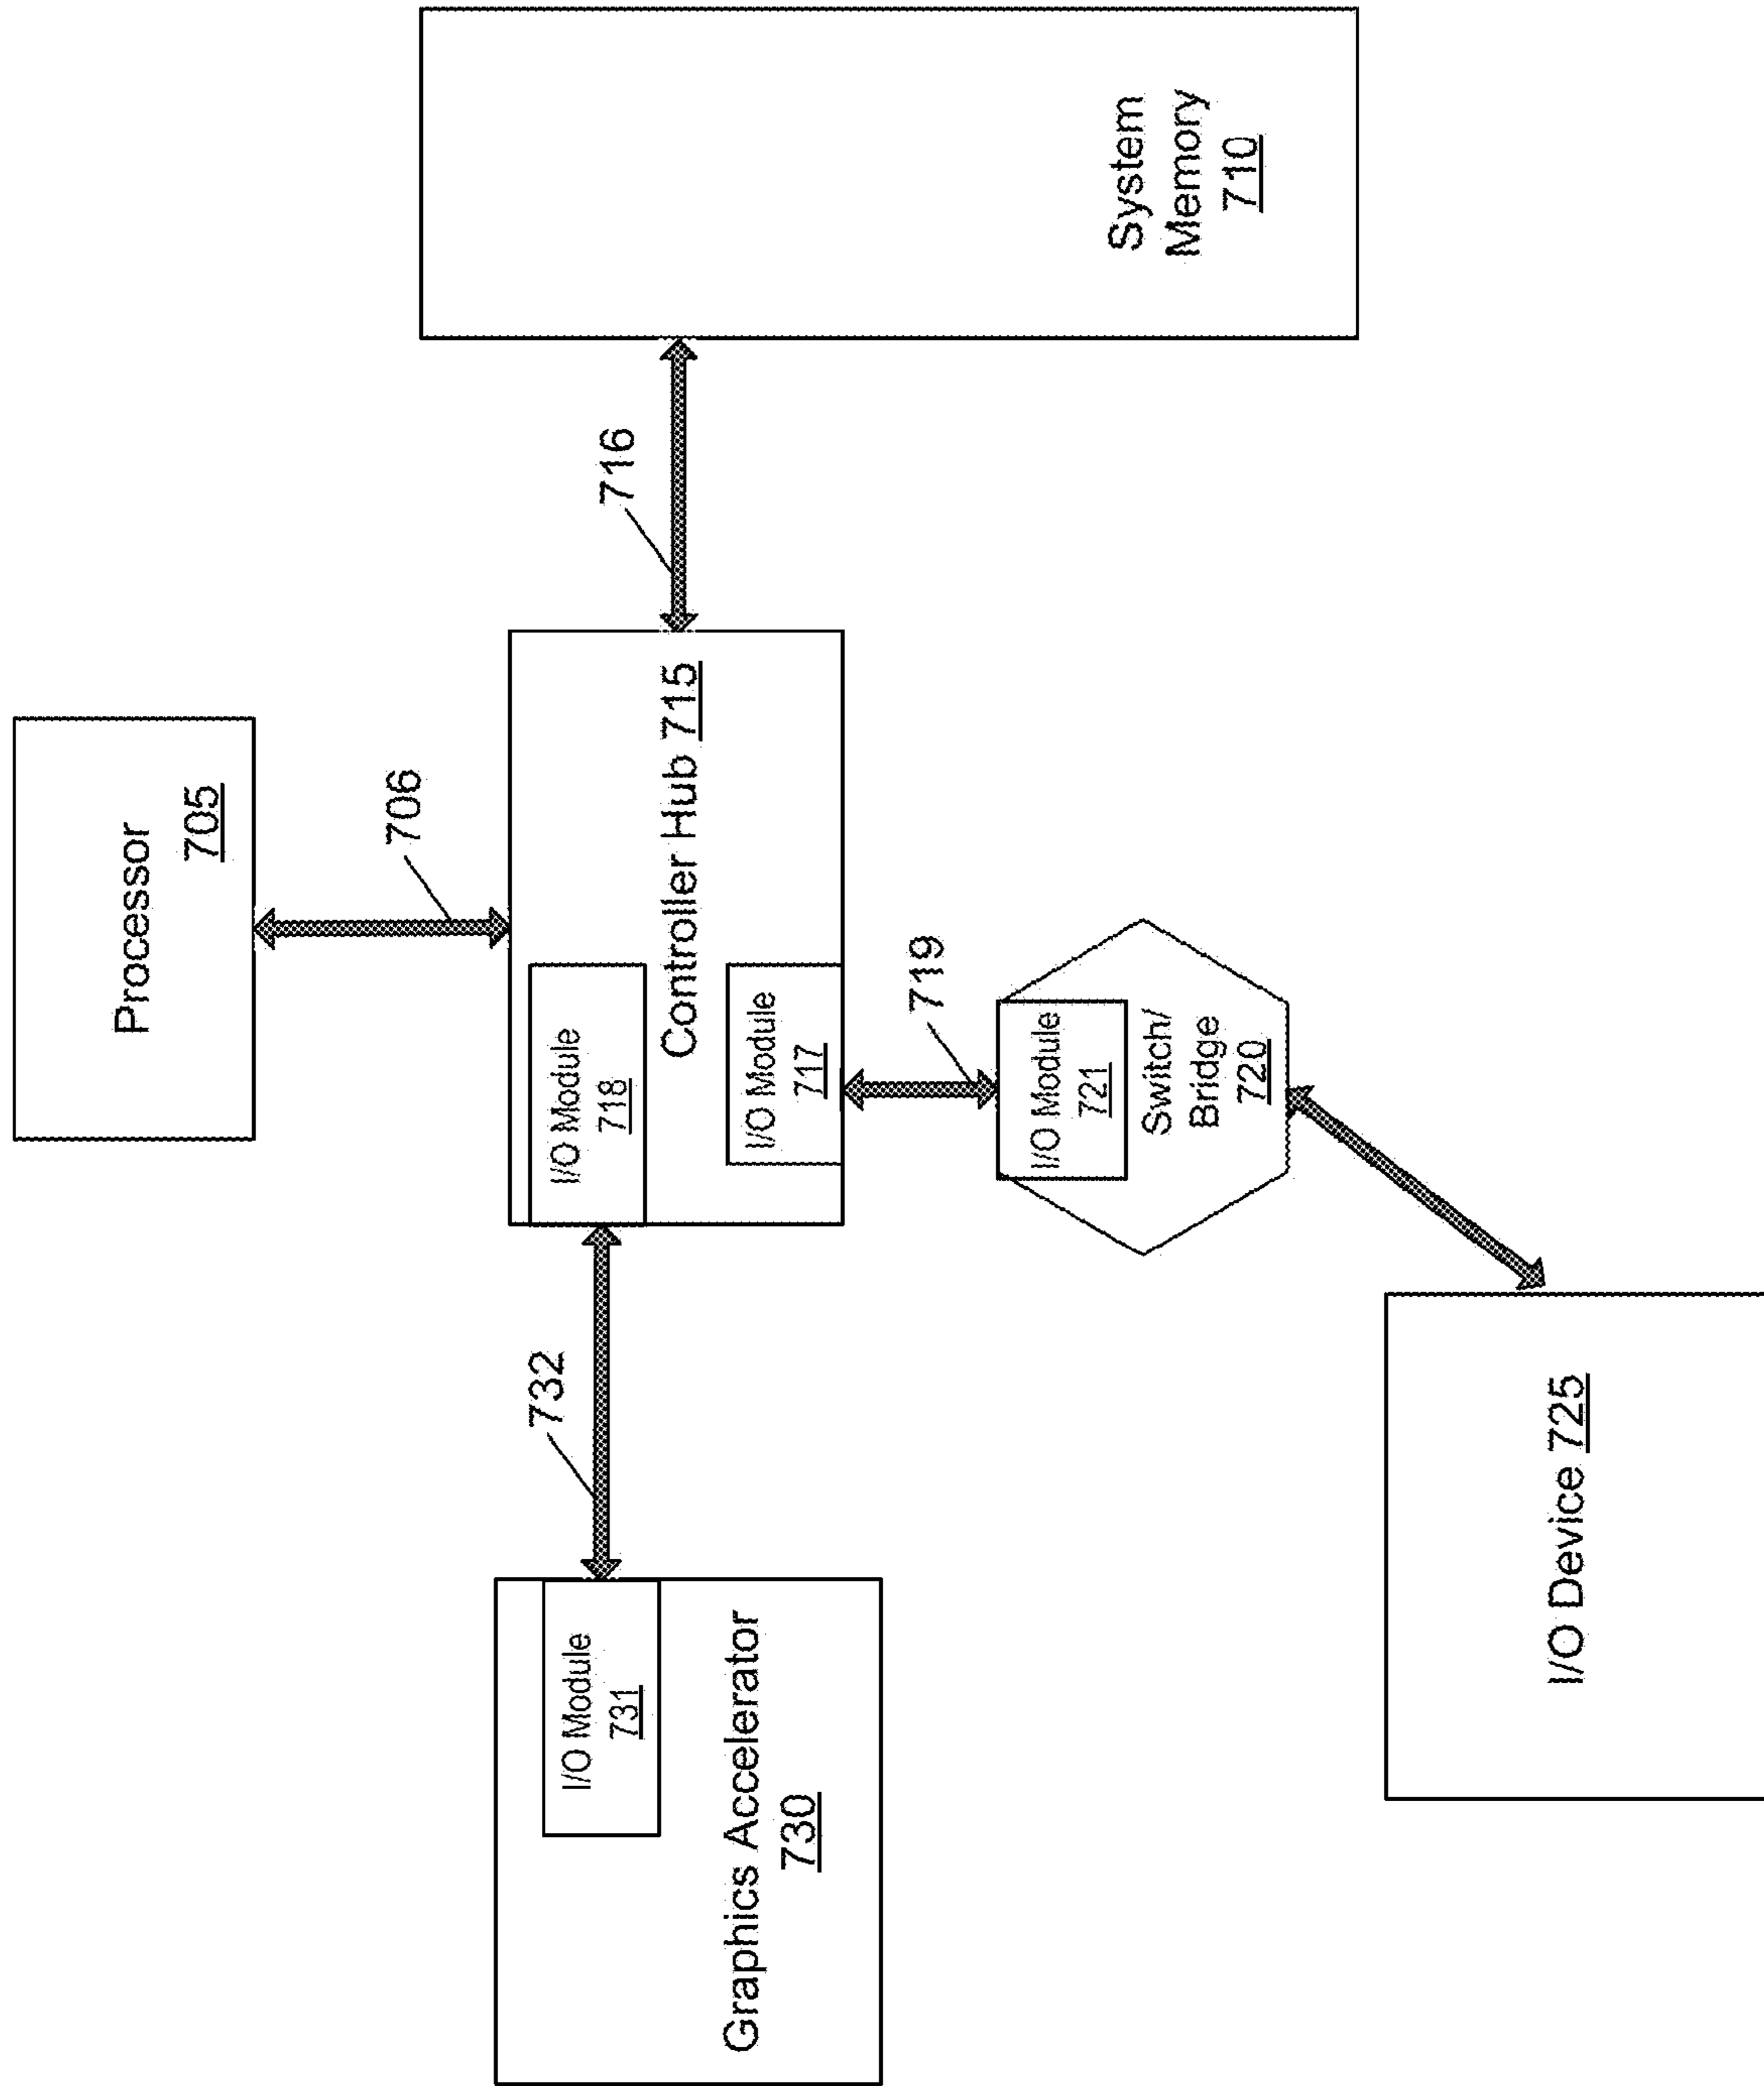 Processor
705
706
System
Memory
710
716
Controller Hub 715
I/O Module
718
I/O Module
717
732
719
Graphics Accelerator
730
I/O Module
731
I/O Module
721
Switch/
Bridge
720
I/O Device 725